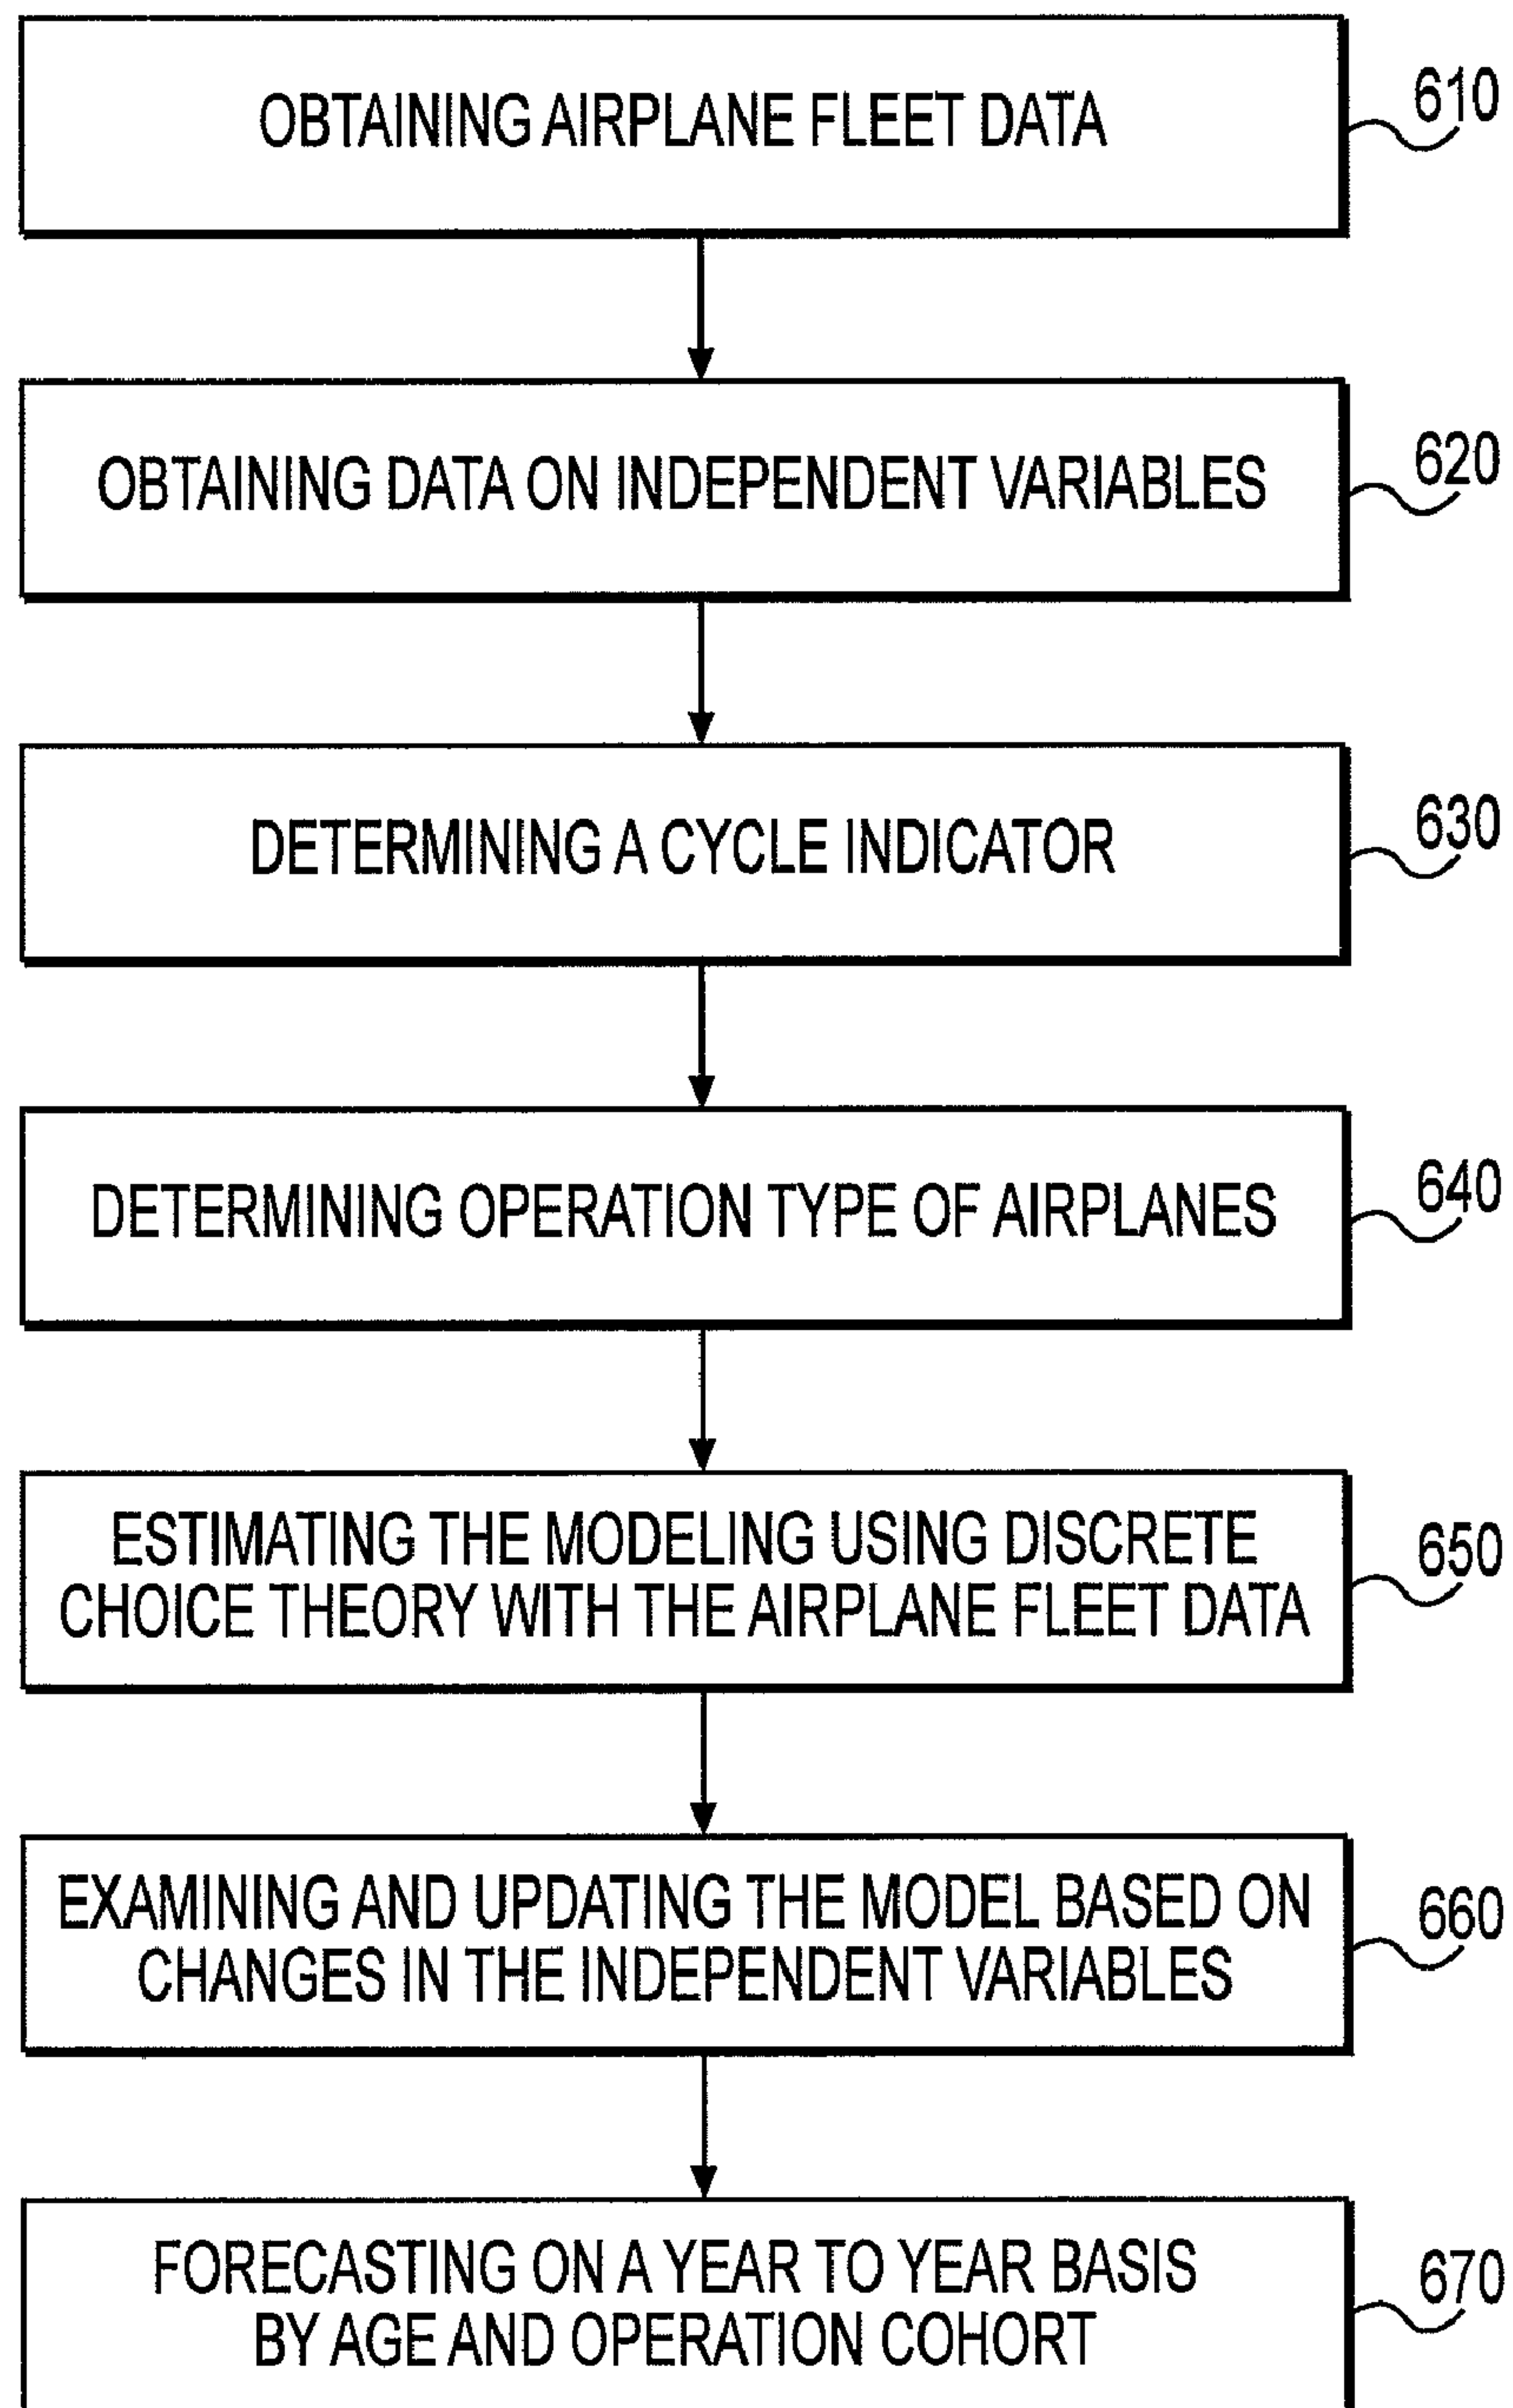 OBTAINING AIRPLANE FLEET DATA
610
OBTAINING DATA ON INDEPENDENT VARIABLES
620
DETERMINING A CYCLE INDICATOR
630
DETERMINING OPERATION TYPE OF AIRPLANES
640
ESTIMATING THE MODELING USING DISCRETE
CHOICE THEORY WITH THE AIRPLANE FLEET DATA
650
EXAMINING AND UPDATING THE MODEL BASED ON
CHANGES IN THE INDEPENDENT VARIABLES
660
FORECASTING ON A YEAR TO YEAR BASIS
BY AGE AND OPERATION COHORT
670